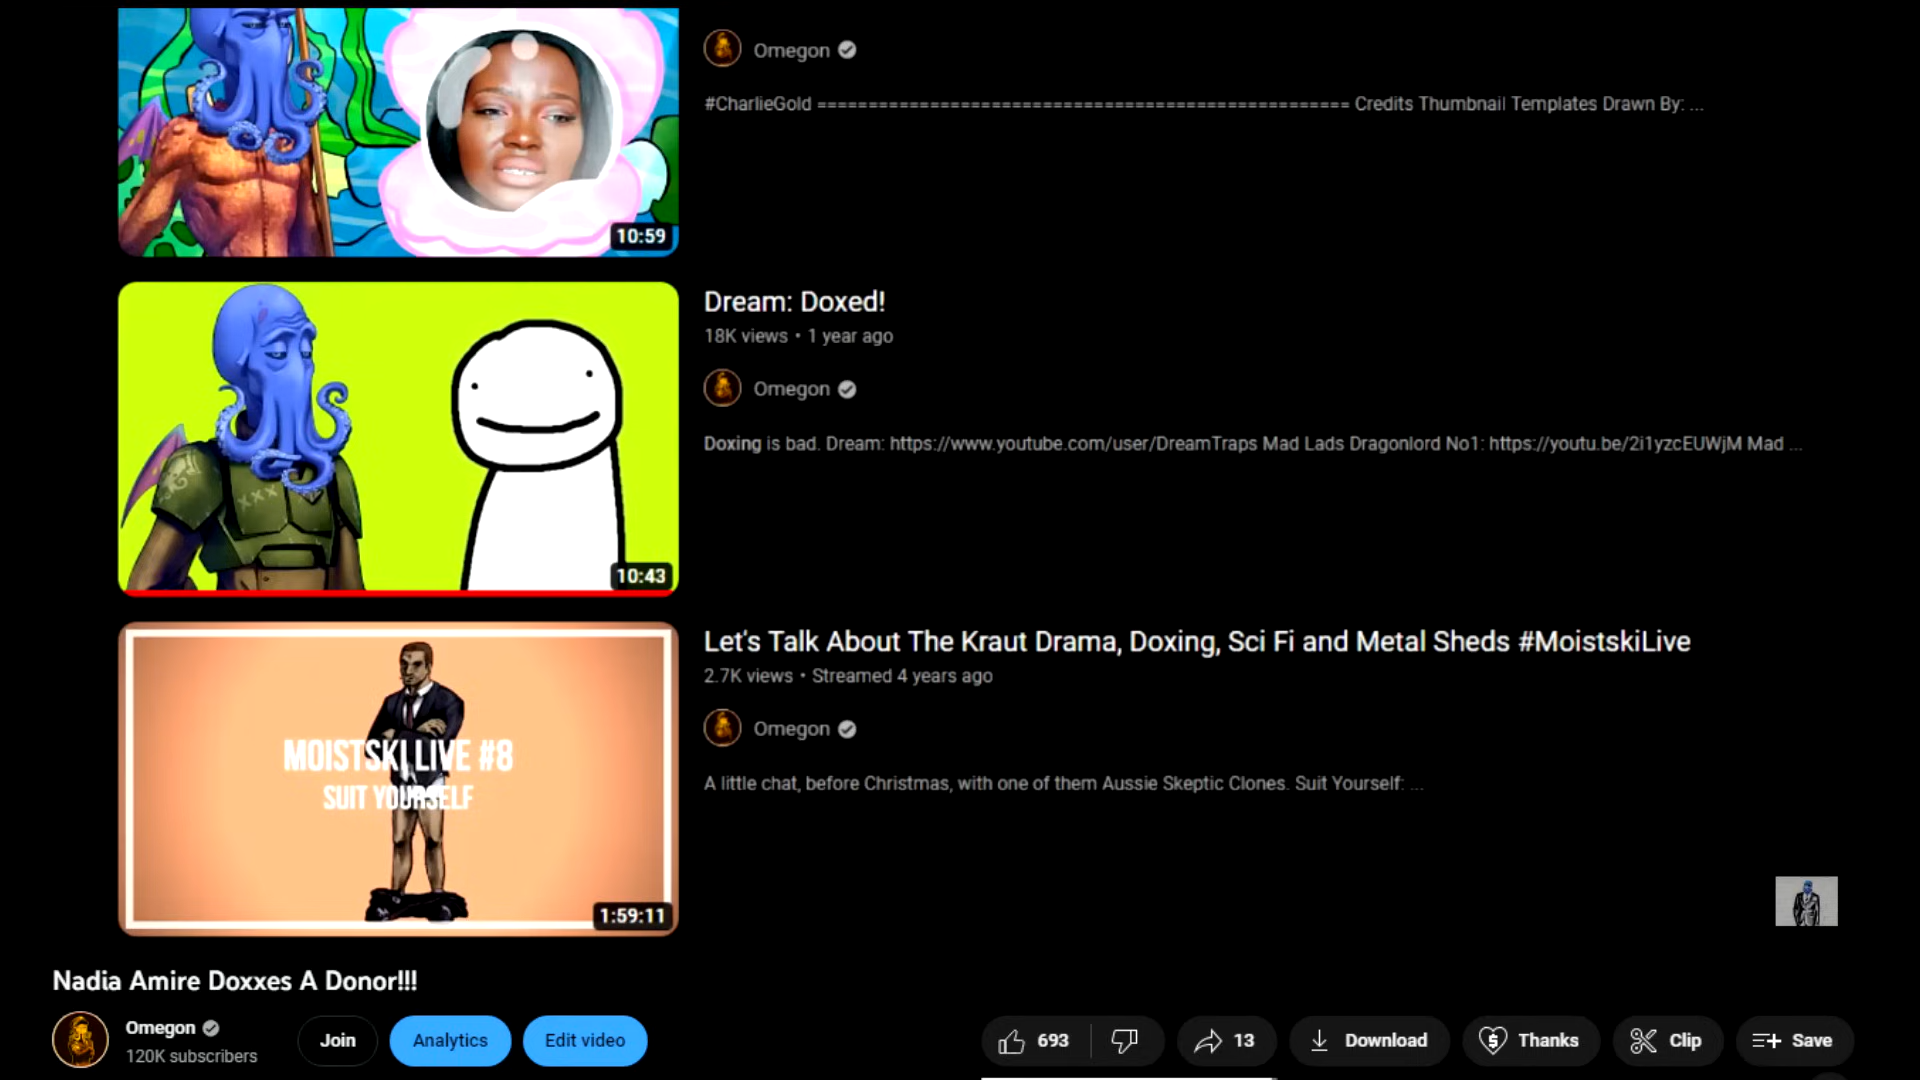 Omegon
#CharlieGold ==================================================== Credits Thumbnail Templates Drawn By: ...
10:59
Dream: Doxed!
18K views • 1 year ago
Omegon
Doxing is bad. Dream: https://www.youtube.com/user/DreamTraps Mad Lads Dragonlord No1: https://youtu.be/2i1yzcEUWjM Mad ...
XXX
10:43
Let's Talk About The Kraut Drama, Doxing, Sci Fi and Metal Sheds #MoistskiLive
2.7K views • Streamed 4 years ago
Omegon
MOISTSKI LIVE #8
SUIT YOURSELF
A little chat, before Christmas, with one of them Aussie Skeptic Clones. Suit Yourself: ...
1:59:11
Nadia Amire Doxxes A Donor!!!
Omegon
120K subscribers
Join
Analytics
Edit video
693
13
Download
Thanks
Clip
Save